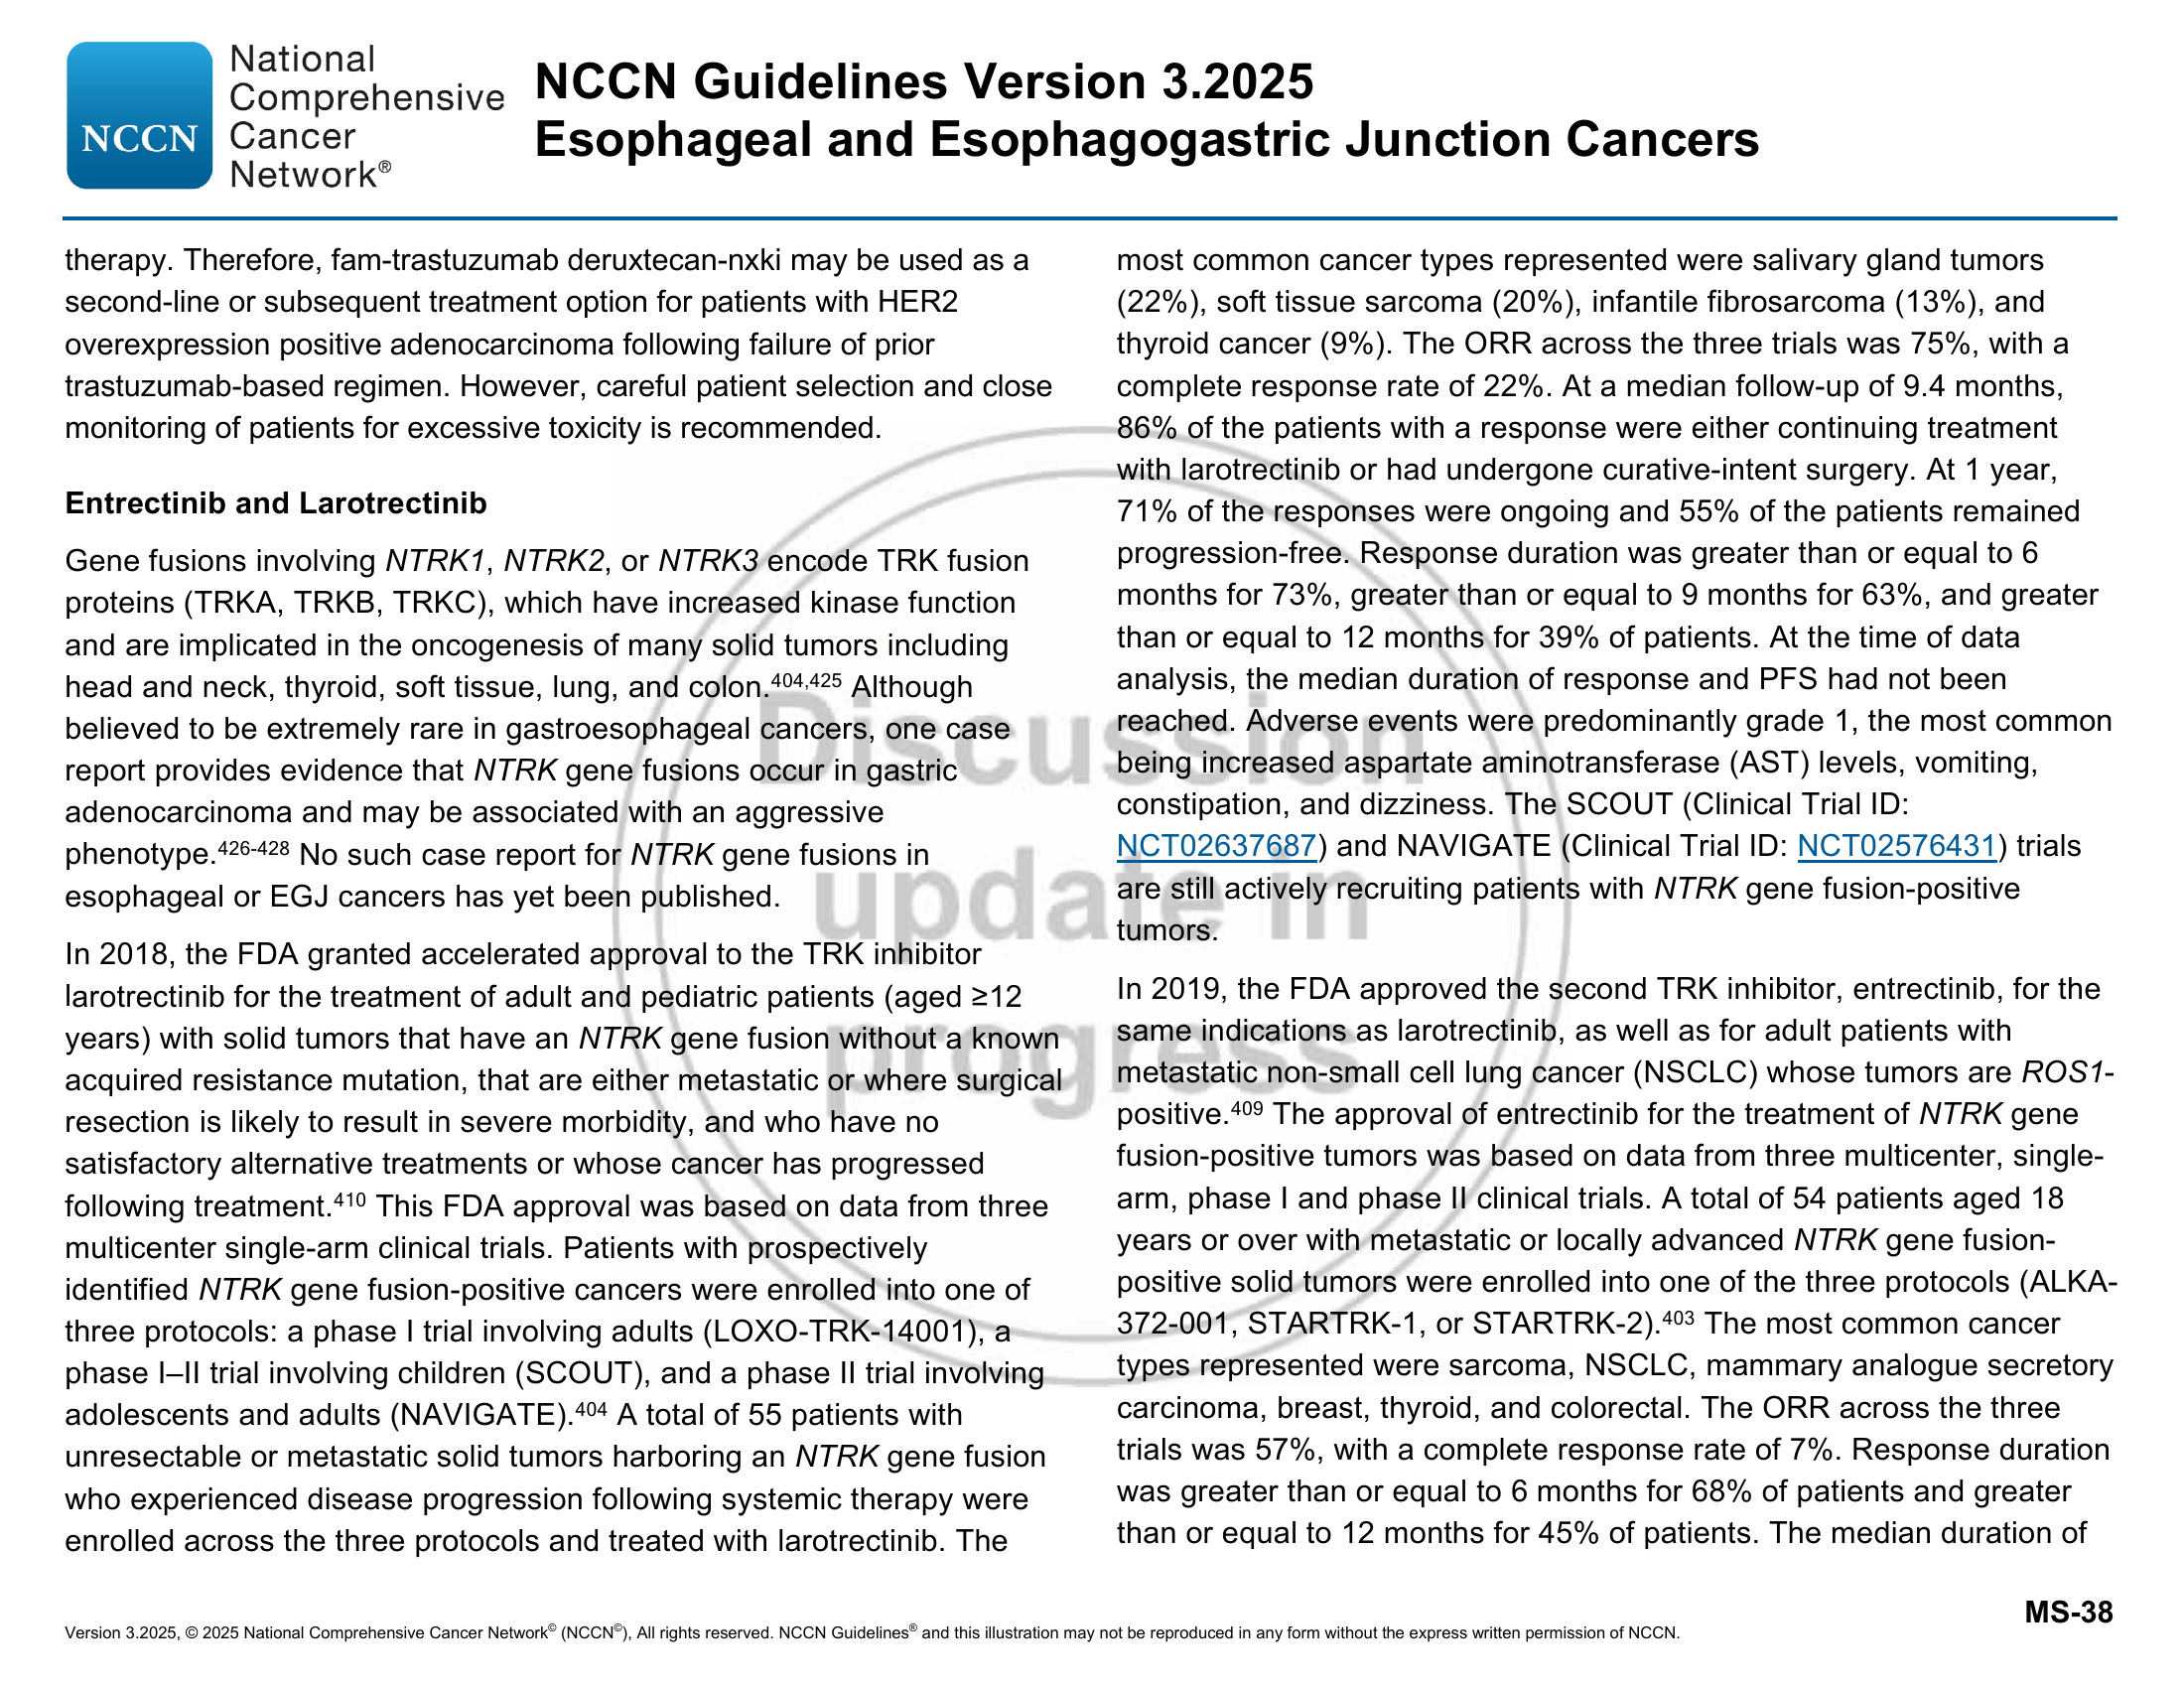 NCCN
National
Comprehensive
Cancer
Network®
NCCN Guidelines Version 3.2025
Esophageal and Esophagogastric Junction Cancers
therapy. Therefore, fam-trastuzumab deruxtecan-nxki may be used as a
second-line or subsequent treatment option for patients with HER2
overexpression positive adenocarcinoma following failure of prior
trastuzumab-based regimen. However, careful patient selection and close
monitoring of patients for excessive toxicity is recommended.
Entrectinib and Larotrectinib
Gene fusions involving NTRK1, NTRK2, or NTRK3 encode TRK fusion
proteins (TRKA, TRKB, TRKC), which have increased kinase function
and are implicated in the oncogenesis of many solid tumors including
head and neck, thyroid, soft tissue, lung, and colon.404,425 Although
believed to be extremely rare in gastroesophageal cancers, one case
report provides evidence that NTRK gene fusions occur in gastric
adenocarcinoma and may be associated with an aggressive
phenotype.426-428 No such case report for NTRK gene fusions in
esophageal or EGJ cancers has yet been published.
In 2018, the FDA granted accelerated approval to the TRK inhibitor
larotrectinib for the treatment of adult and pediatric patients (aged ≥12
years) with solid tumors that have an NTRK gene fusion without a known
acquired resistance mutation, that are either metastatic or where surgical
resection is likely to result in severe morbidity, and who have no
satisfactory alternative treatments or whose cancer has progressed
following treatment.410 This FDA approval was based on data from three
multicenter single-arm clinical trials. Patients with prospectively
identified NTRK gene fusion-positive cancers were enrolled into one of
three protocols: a phase I trial involving adults (LOXO-TRK-14001), a
phase I–II trial involving children (SCOUT), and a phase II trial involving
adolescents and adults (NAVIGATE).404 A total of 55 patients with
unresectable or metastatic solid tumors harboring an NTRK gene fusion
who experienced disease progression following systemic therapy were
enrolled across the three protocols and treated with larotrectinib. The
most common cancer types represented were salivary gland tumors
(22%), soft tissue sarcoma (20%), infantile fibrosarcoma (13%), and
thyroid cancer (9%). The ORR across the three trials was 75%, with a
complete response rate of 22%. At a median follow-up of 9.4 months,
86% of the patients with a response were either continuing treatment
with larotrectinib or had undergone curative-intent surgery. At 1 year,
71% of the responses were ongoing and 55% of the patients remained
progression-free. Response duration was greater than or equal to 6
months for 73%, greater than or equal to 9 months for 63%, and greater
than or equal to 12 months for 39% of patients. At the time of data
analysis, the median duration of response and PFS had not been
reached. Adverse events were predominantly grade 1, the most common
being increased aspartate aminotransferase (AST) levels, vomiting,
constipation, and dizziness. The SCOUT (Clinical Trial ID:
NCT02637687) and NAVIGATE (Clinical Trial ID: NCT02576431) trials
are still actively recruiting patients with NTRK gene fusion-positive
tumors.
In 2019, the FDA approved the second TRK inhibitor, entrectinib, for the
same indications as larotrectinib, as well as for adult patients with
metastatic non-small cell lung cancer (NSCLC) whose tumors are ROS1-
positive.409 The approval of entrectinib for the treatment of NTRK gene
fusion-positive tumors was based on data from three multicenter, single-
arm, phase I and phase II clinical trials. A total of 54 patients aged 18
years or over with metastatic or locally advanced NTRK gene fusion-
positive solid tumors were enrolled into one of the three protocols (ALKA-
372-001, STARTRK-1, or STARTRK-2).403 The most common cancer
types represented were sarcoma, NSCLC, mammary analogue secretory
carcinoma, breast, thyroid, and colorectal. The ORR across the three
trials was 57%, with a complete response rate of 7%. Response duration
was greater than or equal to 6 months for 68% of patients and greater
than or equal to 12 months for 45% of patients. The median duration of
Discussion
update in
progress
MS-38
Version 3.2025, © 2025 National Comprehensive Cancer Network© (NCCN©), All rights reserved. NCCN Guidelines® and this illustration may not be reproduced in any form without the express written permission of NCCN.